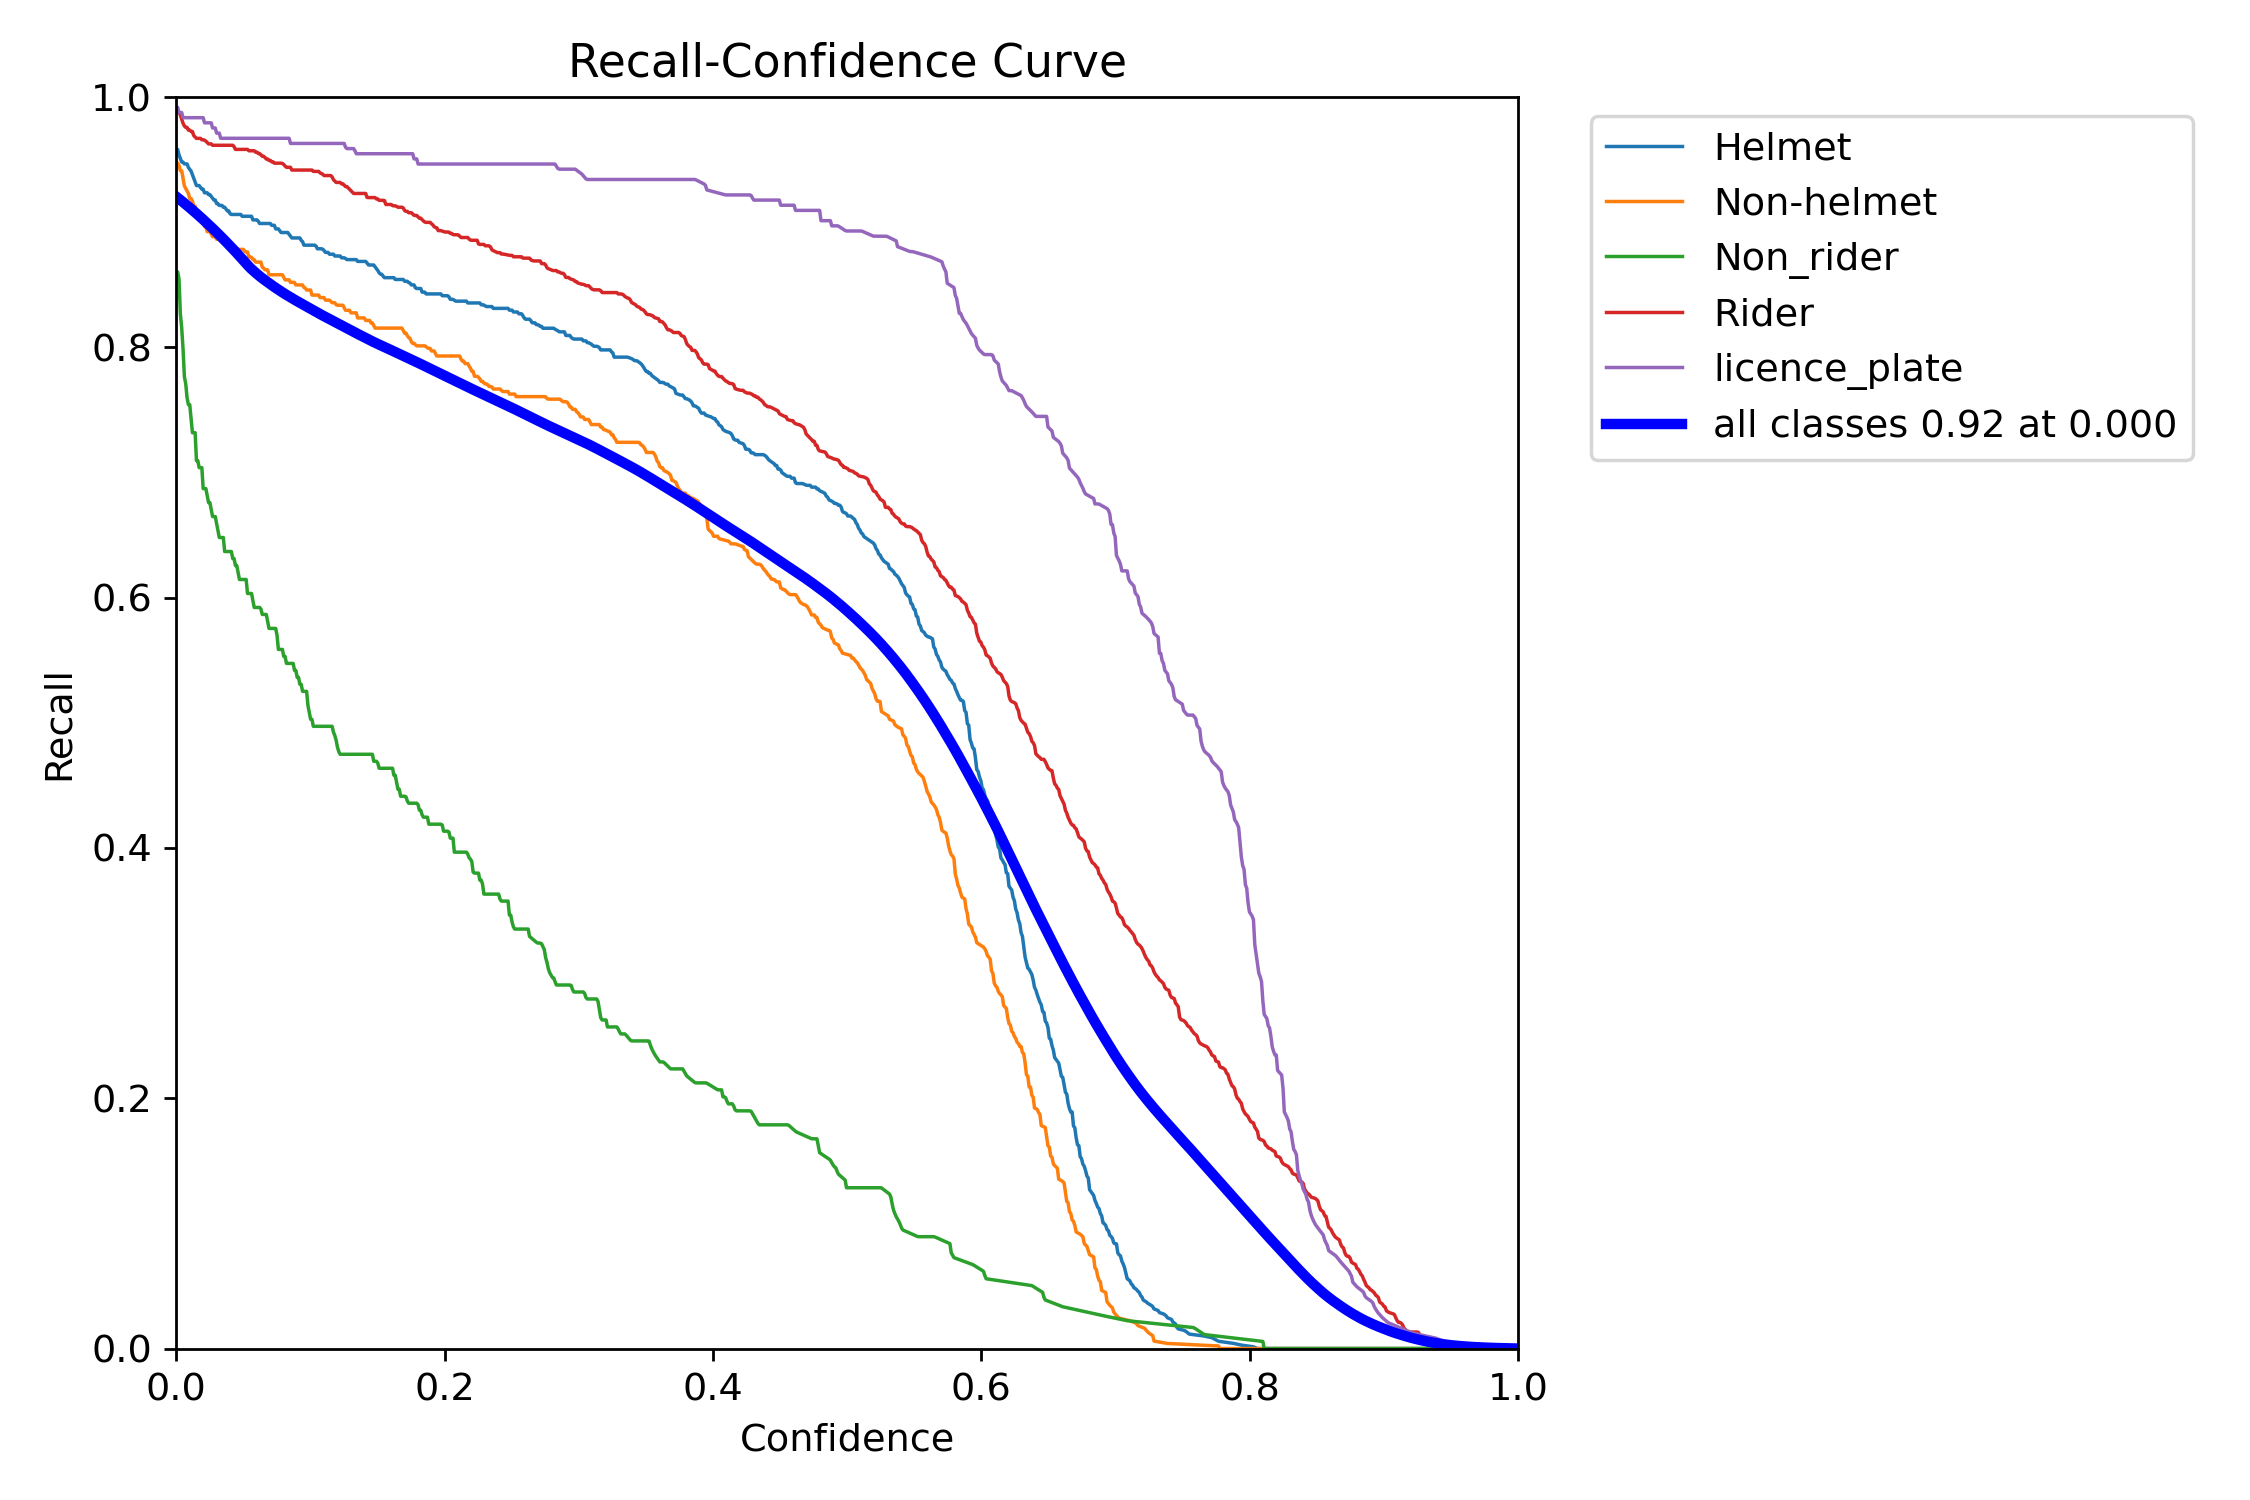 Recall-Confidence Curve
1.0
0.8
0.6
0.4
0.2
0.0
Recall
0.0 0.2 0.4 0.6 0.8 1.0
Confidence
Helmet
Non-helmet
Non_rider
Rider
licence_plate
all classes 0.92 at 0.000